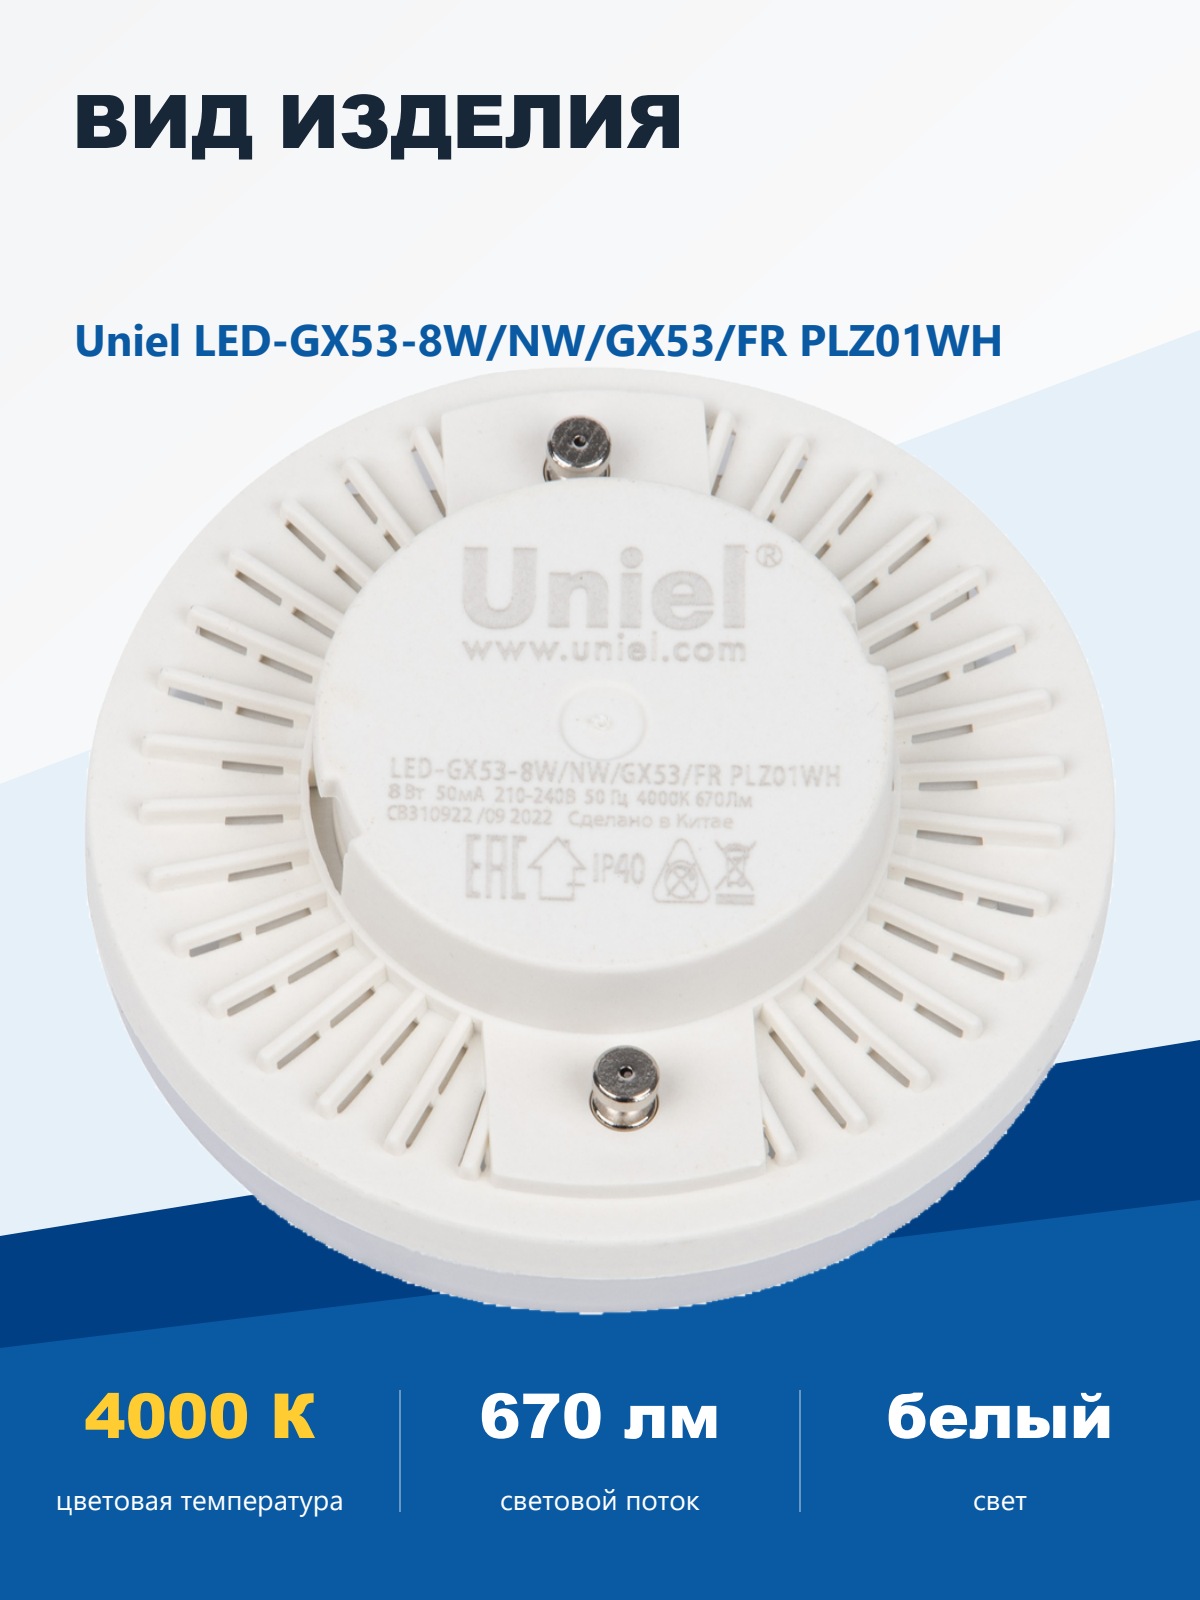 ВИД ИЗДЕЛИЯ
Uniel LED-GX53-8W/NW/GX53/FR PLZ01WH
Uniel®
www.uniel.com
LED-GX53-8W/NW/GX53/FR PLZ01WH
8 Вт 50мА 210-240В 50 Гц 4000К 670Лм
CB310922 /09 2022 Сделано в Китае
EAC IP40
4000 К
670 лм
белый
цветовая температура
световой поток
свет